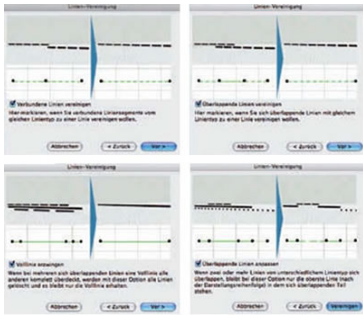 Linien-Vereinigung
Verbundene Linien vereinigen
Hier markieren, wenn Sie verbundene Liniensegmente vom
gleichen Linientyp zu einer Linie vereinigen wollen.
Abbrechen < Zurück Vor >
Linien-Vereinigung
Überlappende Linien vereinigen
Hier markieren, wenn Sie sich überlappende Linien mit gleichem
Linientyp zu einer Linie vereinigen wollen.
Abbrechen < Zurück Vor >
Linien-Vereinigung
Volllinie erzwingen
Wenn bei mehreren sich überlappenden Linien eine Volllinie alle
anderen komplett überdeckt, werden mit dieser Option alle Linien
gelöscht und es bleibt nur die Volllinie erhalten.
Abbrechen < Zurück Vor >
Linien-Vereinigung
Überlappende Linien anpassen
Wenn zwei oder mehr Linien von unterschiedlichem Linientyp sich
überlappen, bleibt bei dieser Option nur die oberste Linie (nach
der Darstellungsreihenfolge) in dem sich überlappenden Teil
stehen.
Abbrechen < Zurück Vereinigen